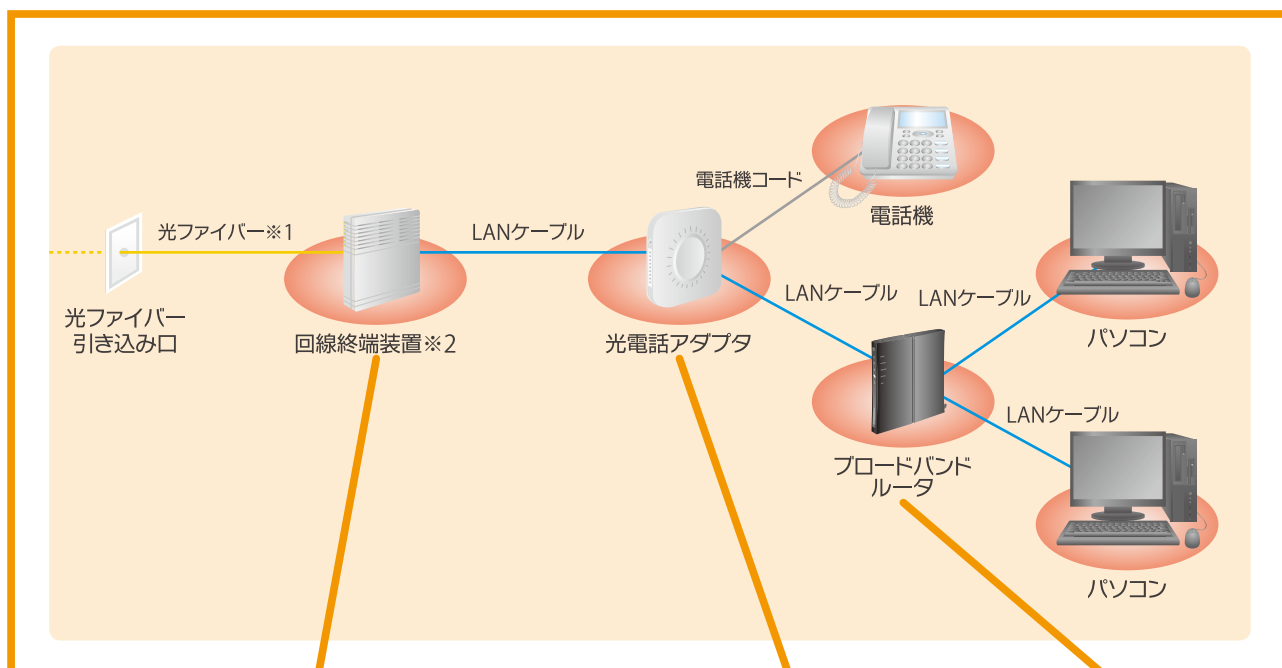 電話機コード
電話機
光ファイバー※1
LANケーブル
LANケーブル
LANケーブル
光ファイバー
引き込み口
回線終端装置※2
光電話アダプタ
パソコン
LANケーブル
ブロードバンド
ルータ
パソコン